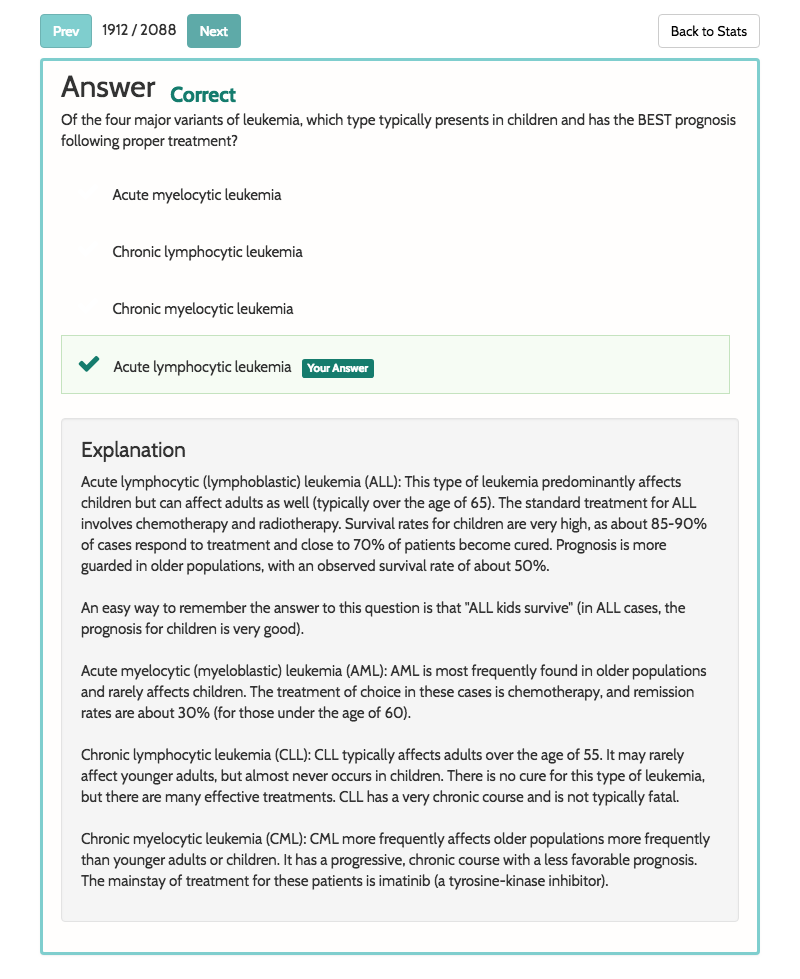 Prev 1912 / 2088 Next Back to Stats
Answer Correct
Of the four major variants of leukemia, which type typically presents in children and has the BEST prognosis
following proper treatment?
Acute myelocytic leukemia
Chronic lymphocytic leukemia
Chronic myelocytic leukemia
Acute lymphocytic leukemia Your Answer
Explanation
Acute lymphocytic (lymphoblastic) leukemia (ALL): This type of leukemia predominantly affects
children but can affect adults as well (typically over the age of 65). The standard treatment for ALL
involves chemotherapy and radiotherapy. Survival rates for children are very high, as about 85-90%
of cases respond to treatment and close to 70% of patients become cured. Prognosis is more
guarded in older populations, with an observed survival rate of about 50%.
An easy way to remember the answer to this question is that "ALL kids survive" (in ALL cases, the
prognosis for children is very good).
Acute myelocytic (myeloblastic) leukemia (AML): AML is most frequently found in older populations
and rarely affects children. The treatment of choice in these cases is chemotherapy, and remission
rates are about 30% (for those under the age of 60).
Chronic lymphocytic leukemia (CLL): CLL typically affects adults over the age of 55. It may rarely
affect younger adults, but almost never occurs in children. There is no cure for this type of leukemia,
but there are many effective treatments. CLL has a very chronic course and is not typically fatal.
Chronic myelocytic leukemia (CML): CML more frequently affects older populations more frequently
than younger adults or children. It has a progressive, chronic course with a less favorable prognosis.
The mainstay of treatment for these patients is imatinib (a tyrosine-kinase inhibitor).